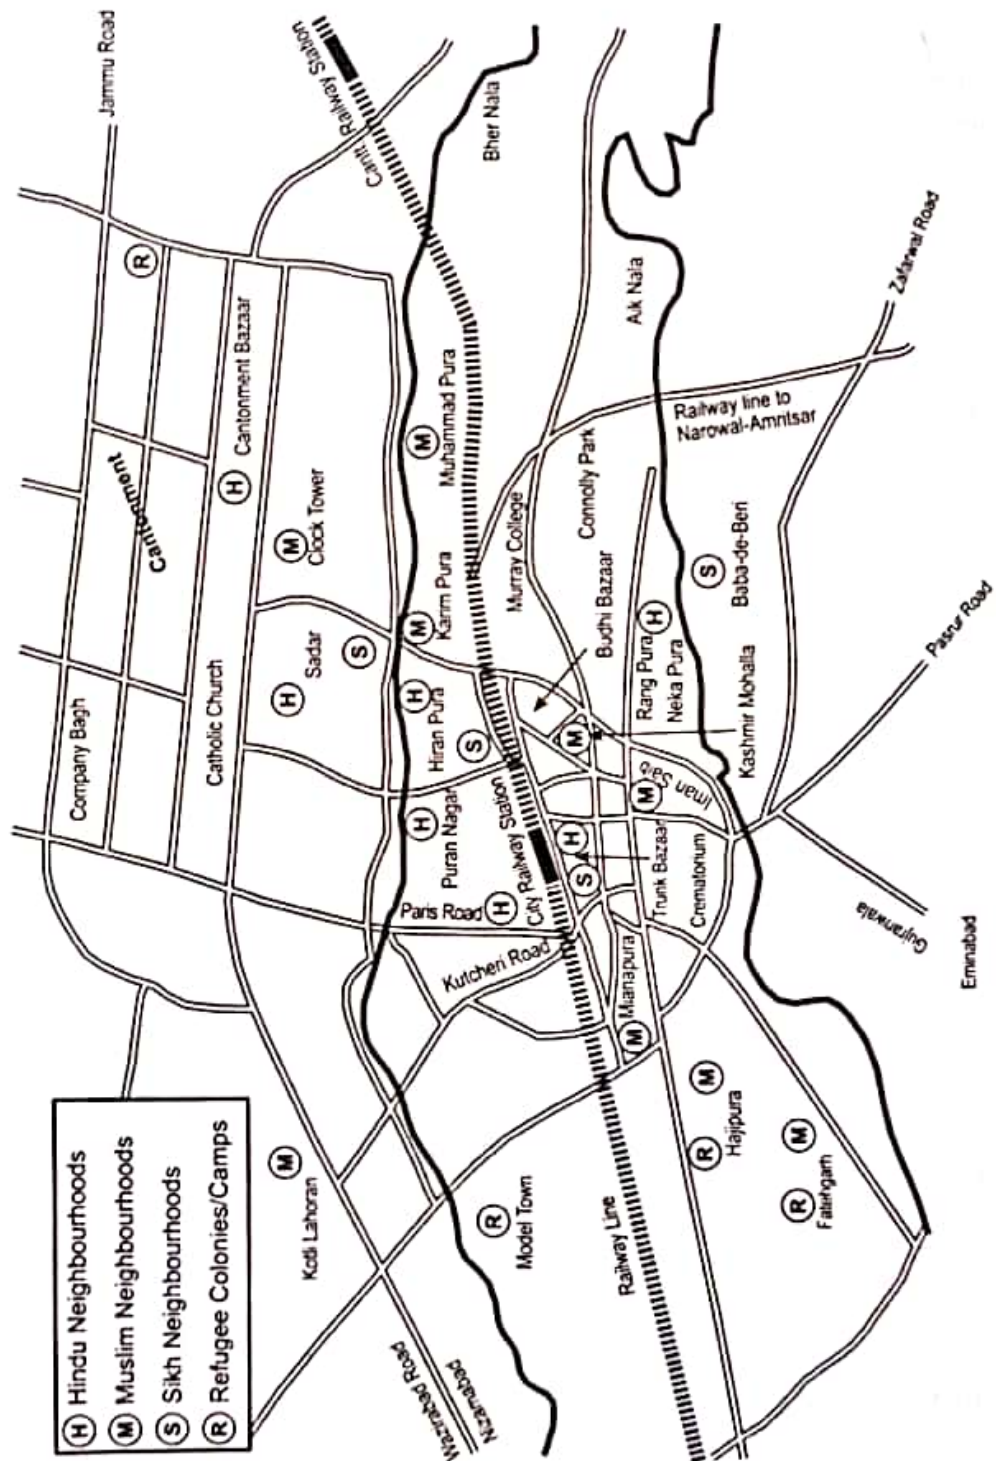 Jammu Road
Cantt. Railway Station
Bher Nala
R
Cantonment Bazaar
H
Cantonment
Company Bagh
Catholic Church
M
Clock Tower
H
Sadar
S
M
Muhammad Pura
M
Karim Pura
H
Hiran Pura
S
H
Puran Nagar
H
Paris Road
Kutcheri Road
City Railway Station
Murray College
Connolly Park
Budhi Bazaar
Aik Nala
Zafarwal Road
Railway line to
Narowal-Amritsar
S
Baba-de-Beri
H
Rang Pura
Neka Pura
Kashmir Mohalla
Pasrur Road
M
M
Iman Saib
H
S
Trunk Bazaar
Crematorium
Gujranwala
Eminabad
Mianapura
M
M
R
Hajipura
M
R
Fatehgarh
Railway Line
R
Model Town
M
Kotli Loharan
Wazirabad Road
Nizamabad
H Hindu Neighbourhoods
M Muslim Neighbourhoods
S Sikh Neighbourhoods
R Refugee Colonies/Camps